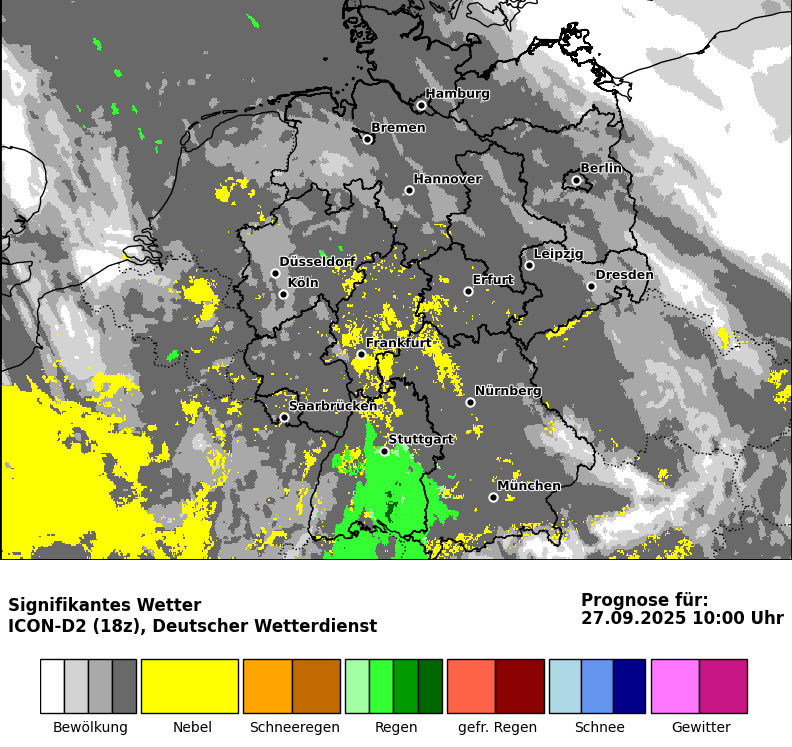 Hamburg
Bremen
Berlin
Hannover
Leipzig
Düsseldorf
Dresden
Erfurt
Köln
Frankfurt
Nürnberg
Saarbrücken
Stuttgart
München
Signifikantes Wetter
ICON-D2 (18z), Deutscher Wetterdienst
Prognose für:
27.09.2025 10:00 Uhr
Bewölkung
Nebel
Schneeregen
Regen
gefr. Regen
Schnee
Gewitter